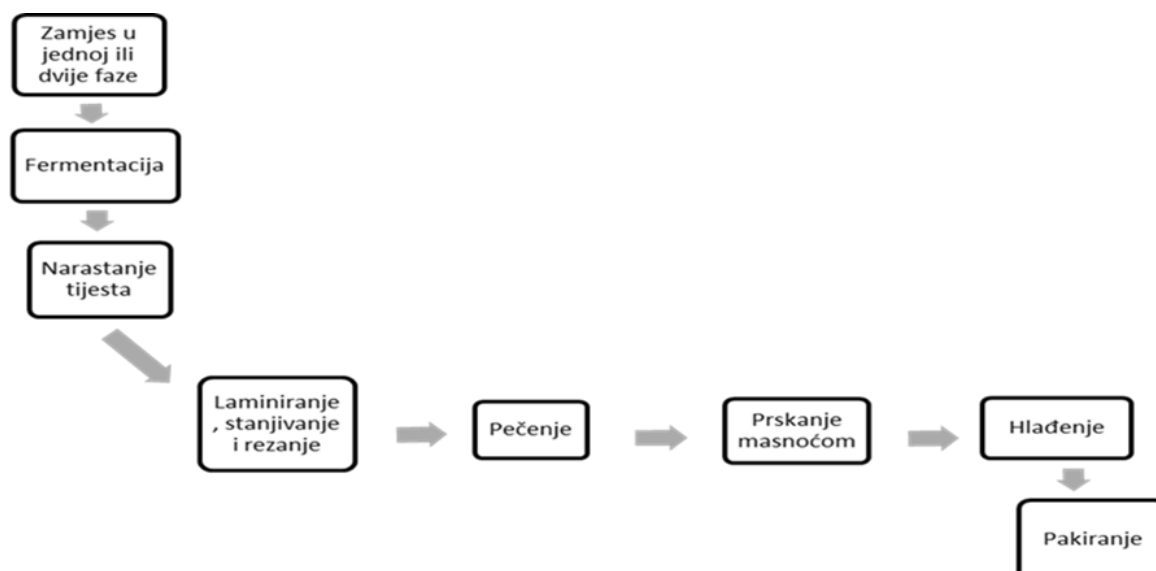 Zamjes u
jednoj ili
dvije faze
Fermentacija
Narastanje
tijesta
Laminiranje
, stanjivanje
i rezanje
Pečenje
Prskanje
masnoćom
Hlađenje
Pakiranje